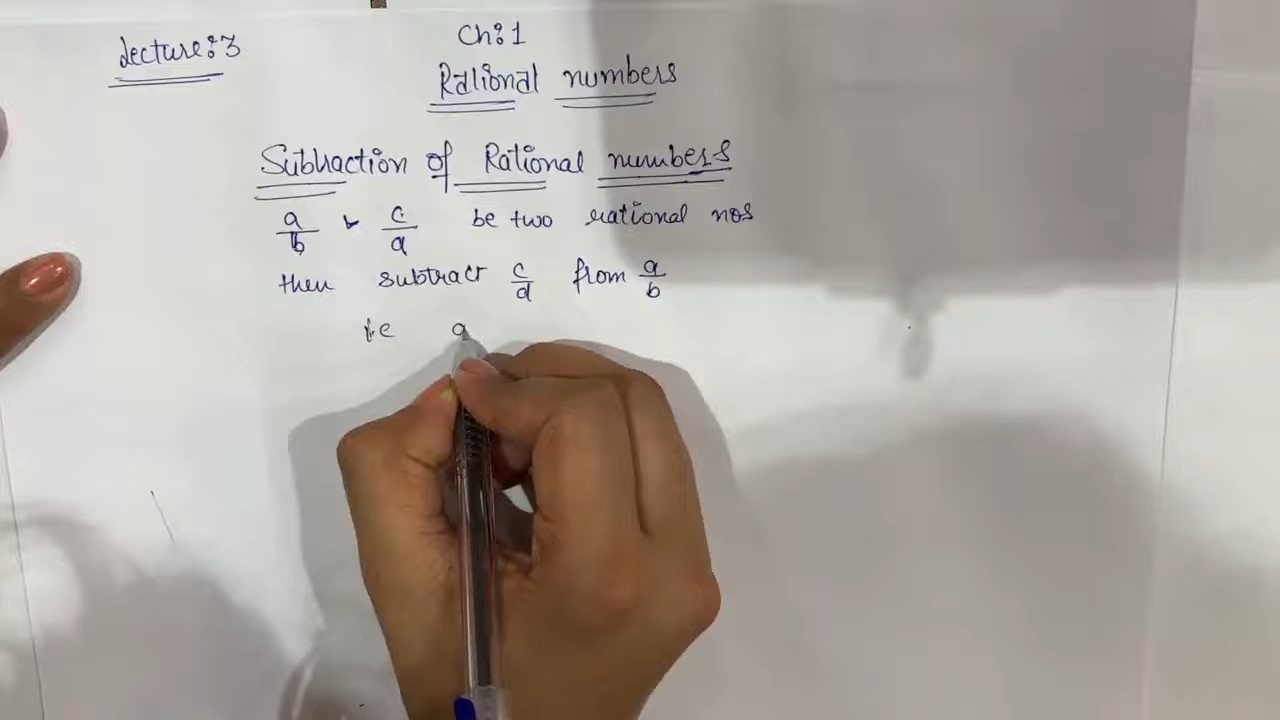 Lecture:3
Ch:1
Rational numbers
Subtraction of Rational numbers
a/b & c/d be two rational nos
then subtract c/d from a/b
i.e a